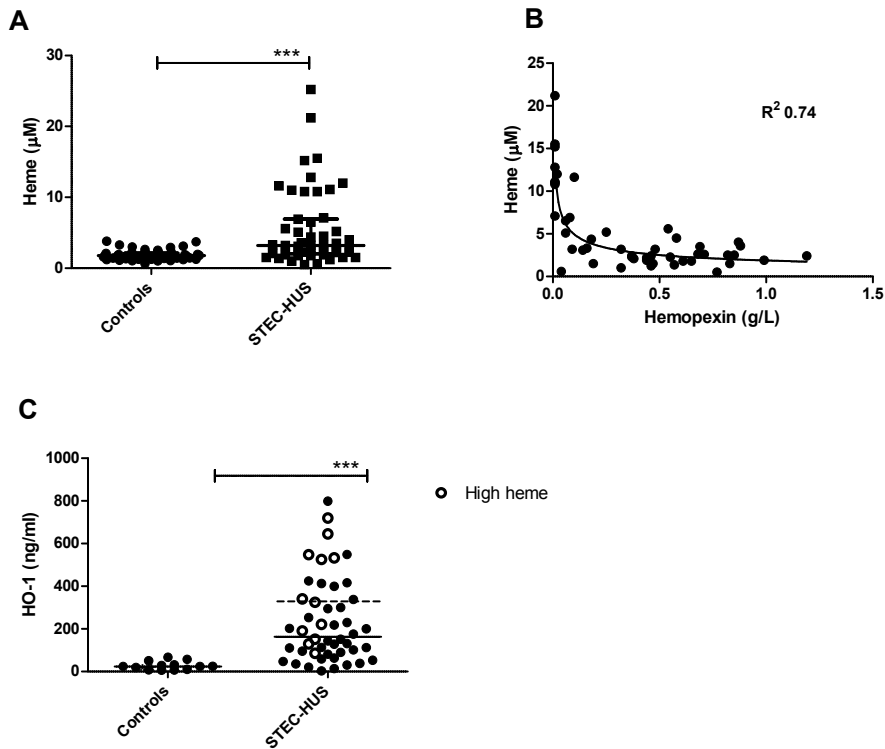 A
***
30
20
10
0
Heme (μM)
Controls
STEC-HUS
B
25
20
15
10
5
0
Heme (μM)
R² 0.74
0.0 0.5 1.0 1.5
Hemopexin (g/L)
C
***
1000
800
600
400
200
0
HO-1 (ng/ml)
High heme
Controls
STEC-HUS